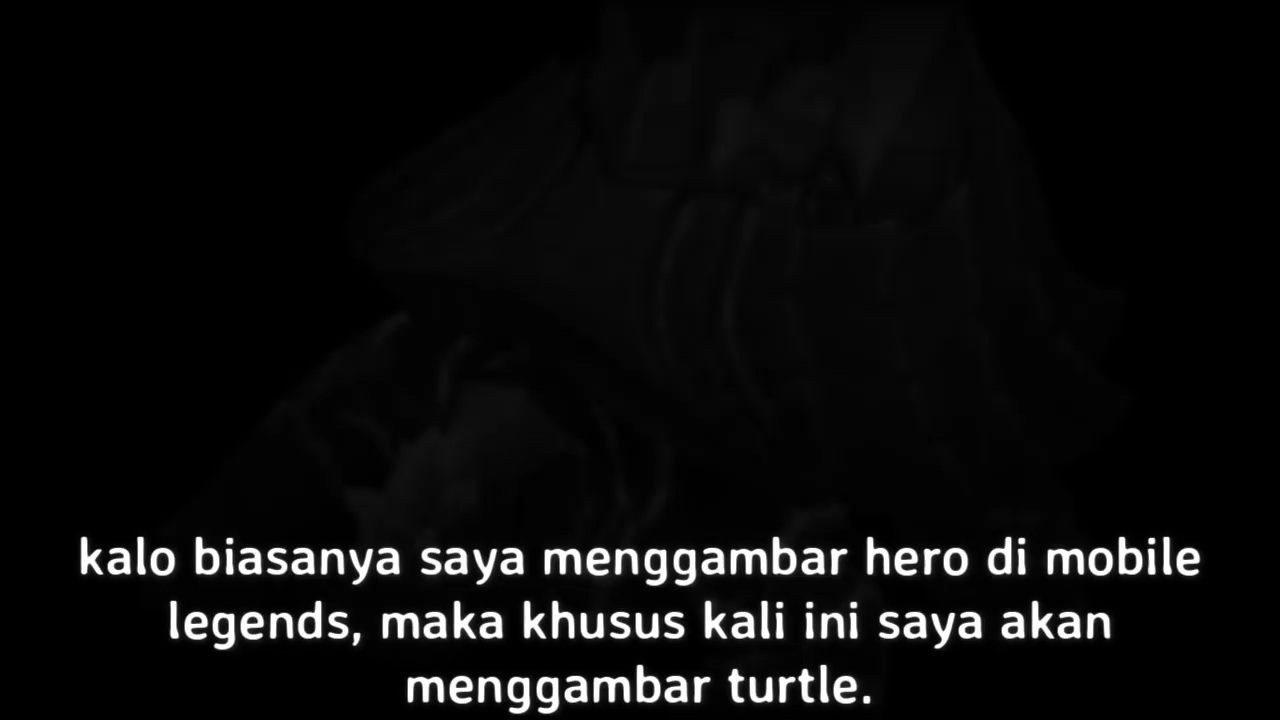 kalo biasanya saya menggambar hero di mobile
legends, maka khusus kali ini saya akan
menggambar turtle.